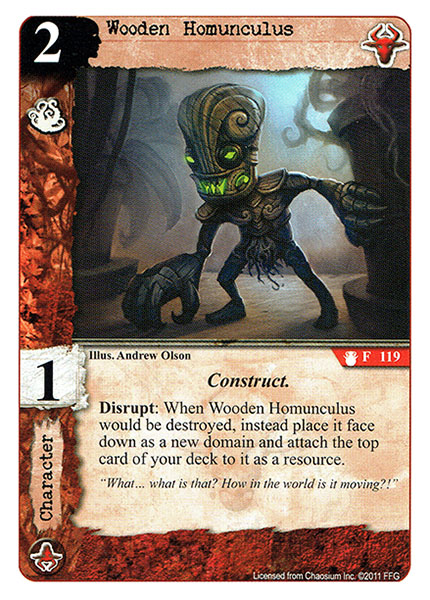 2
Wooden Homunculus
Illus. Andrew Olson
F 119
1
Construct.
Disrupt: When Wooden Homunculus
would be destroyed, instead place it face
down as a new domain and attach the top
card of your deck to it as a resource.
“What... what is that? How in the world is it moving?!”
Character
Licensed from Chaosium Inc. ©2011 FFG